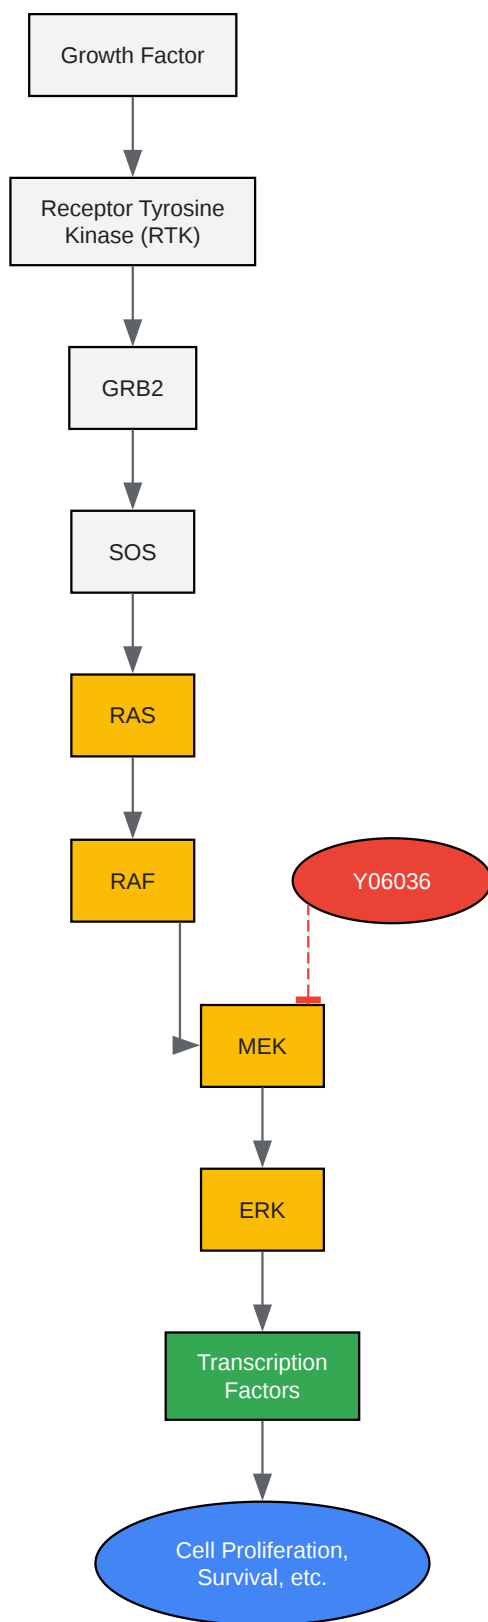 Growth Factor
Receptor Tyrosine
Kinase (RTK)
GRB2
SOS
RAS
RAF
Y06036
MEK
ERK
Transcription
Factors
Cell Proliferation,
Survival, etc.